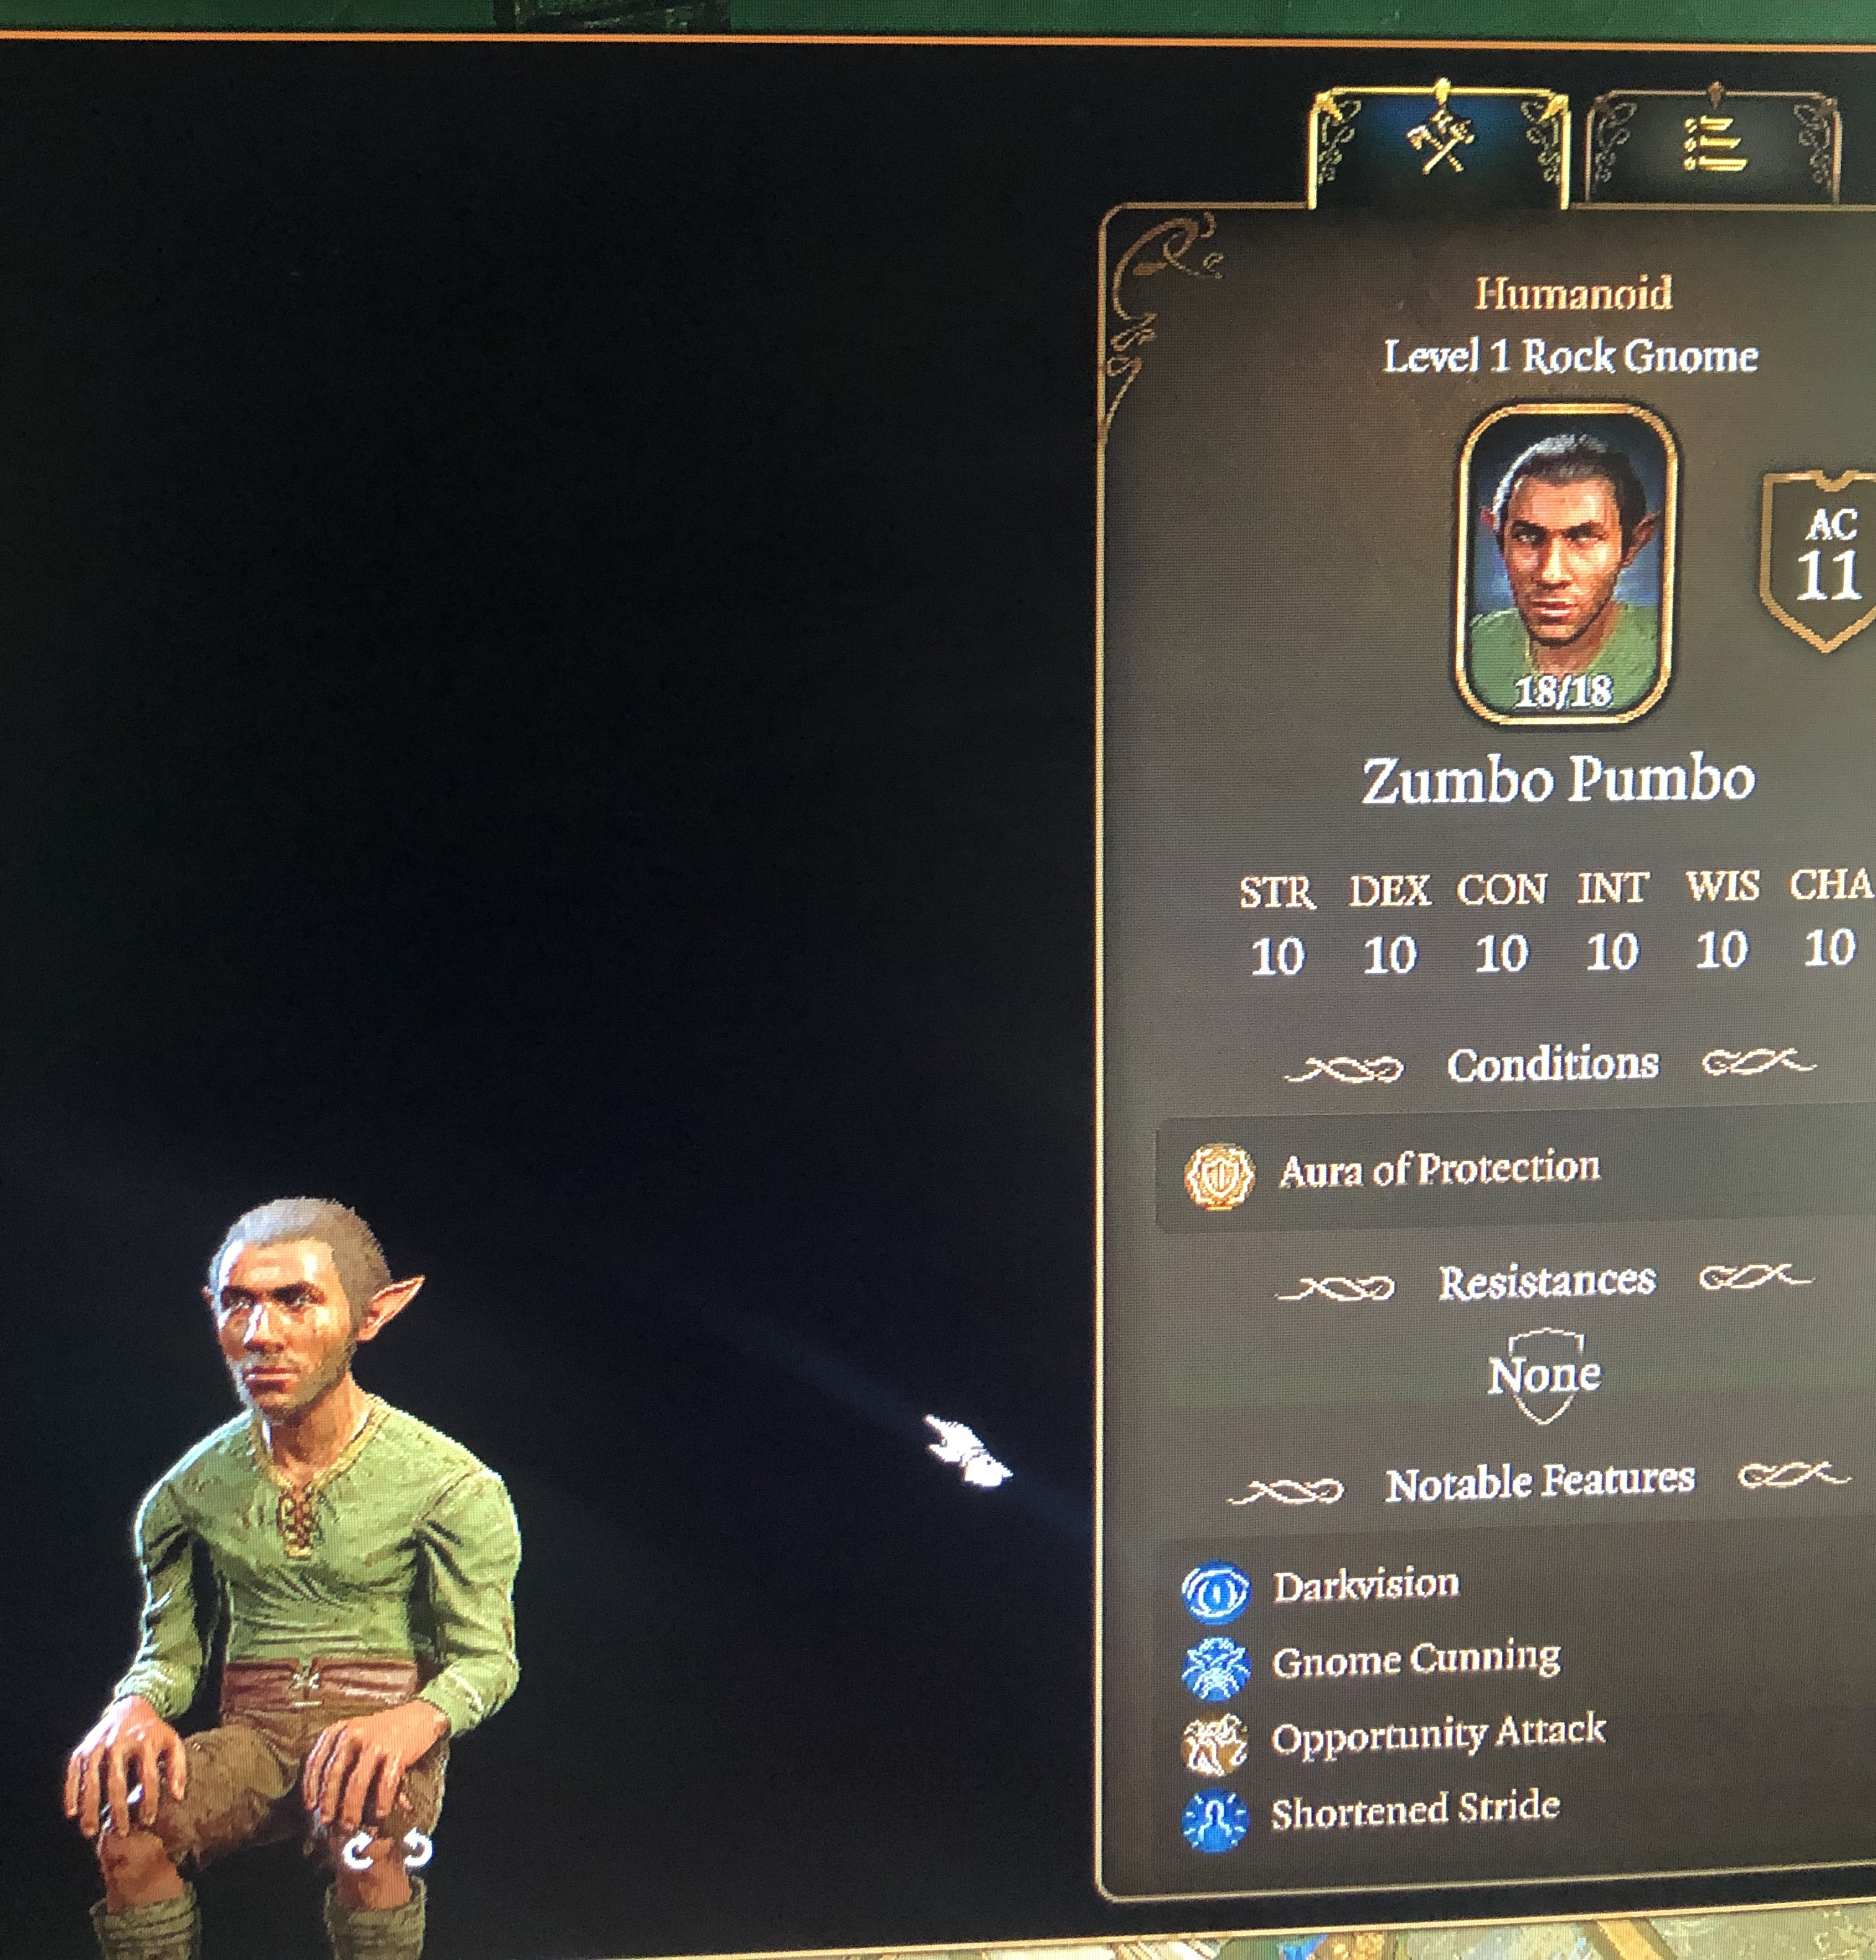 Humanoid
Level 1 Rock Gnome
AC
11
18/18
Zumbo Pumbo
STR DEX CON INT WIS CHA
10 10 10 10 10 10
Conditions
Aura of Protection
Resistances
None
Notable Features
Darkvision
Gnome Cunning
Opportunity Attack
Shortened Stride